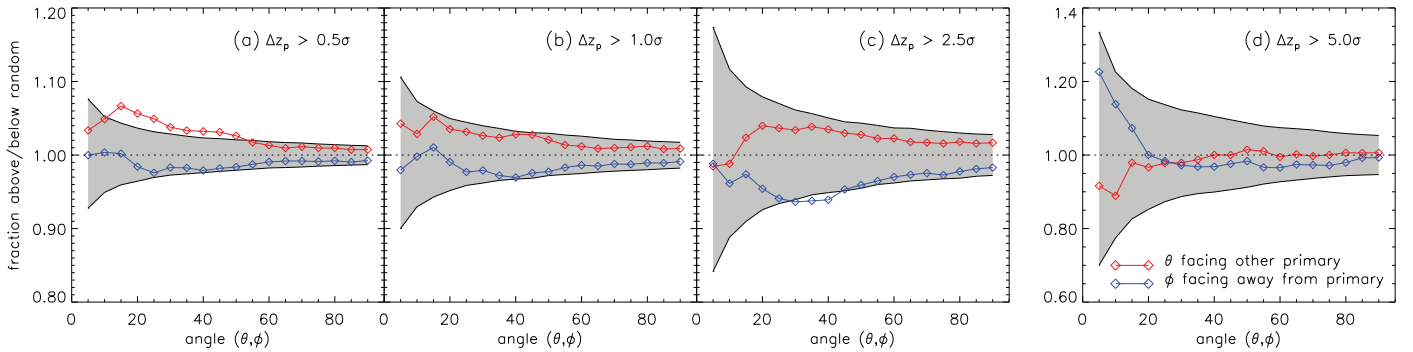 fraction above/below random
1.20
1.10
1.00
0.90
0.80
(a) Δz_p > 0.5σ
0
20
40
60
80
angle (θ,φ)
(b) Δz_p > 1.0σ
0
20
40
60
80
angle (θ,φ)
(c) Δz_p > 2.5σ
0
20
40
60
80
angle (θ,φ)
1.4
1.20
1.00
0.80
0.60
(d) Δz_p > 5.0σ
θ facing other primary
φ facing away from primary
0
20
40
60
80
angle (θ,φ)